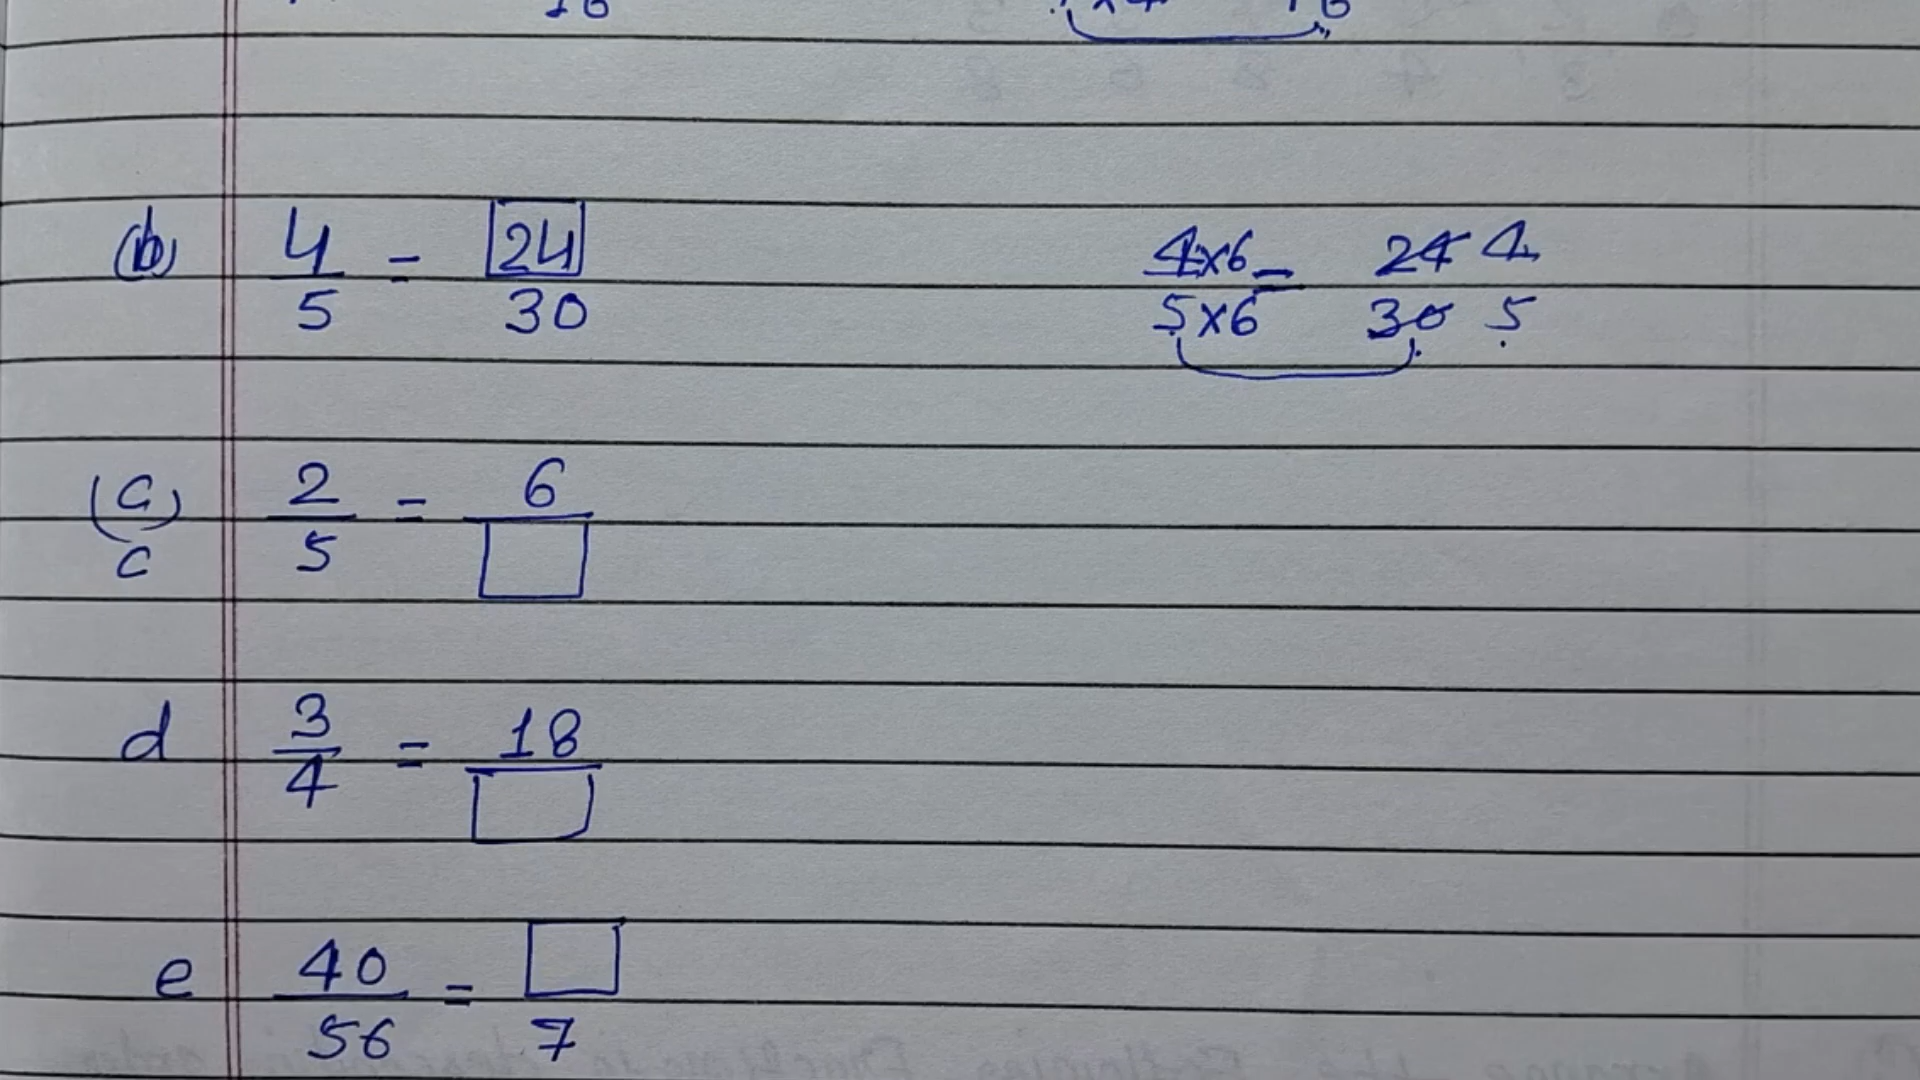 (b) 4/5 = 24/30 4×6/5×6 = 24/30 4/5
(c) 2/5 = 6/□
c
d 3/4 = 18/□
e 40/56 = □/7